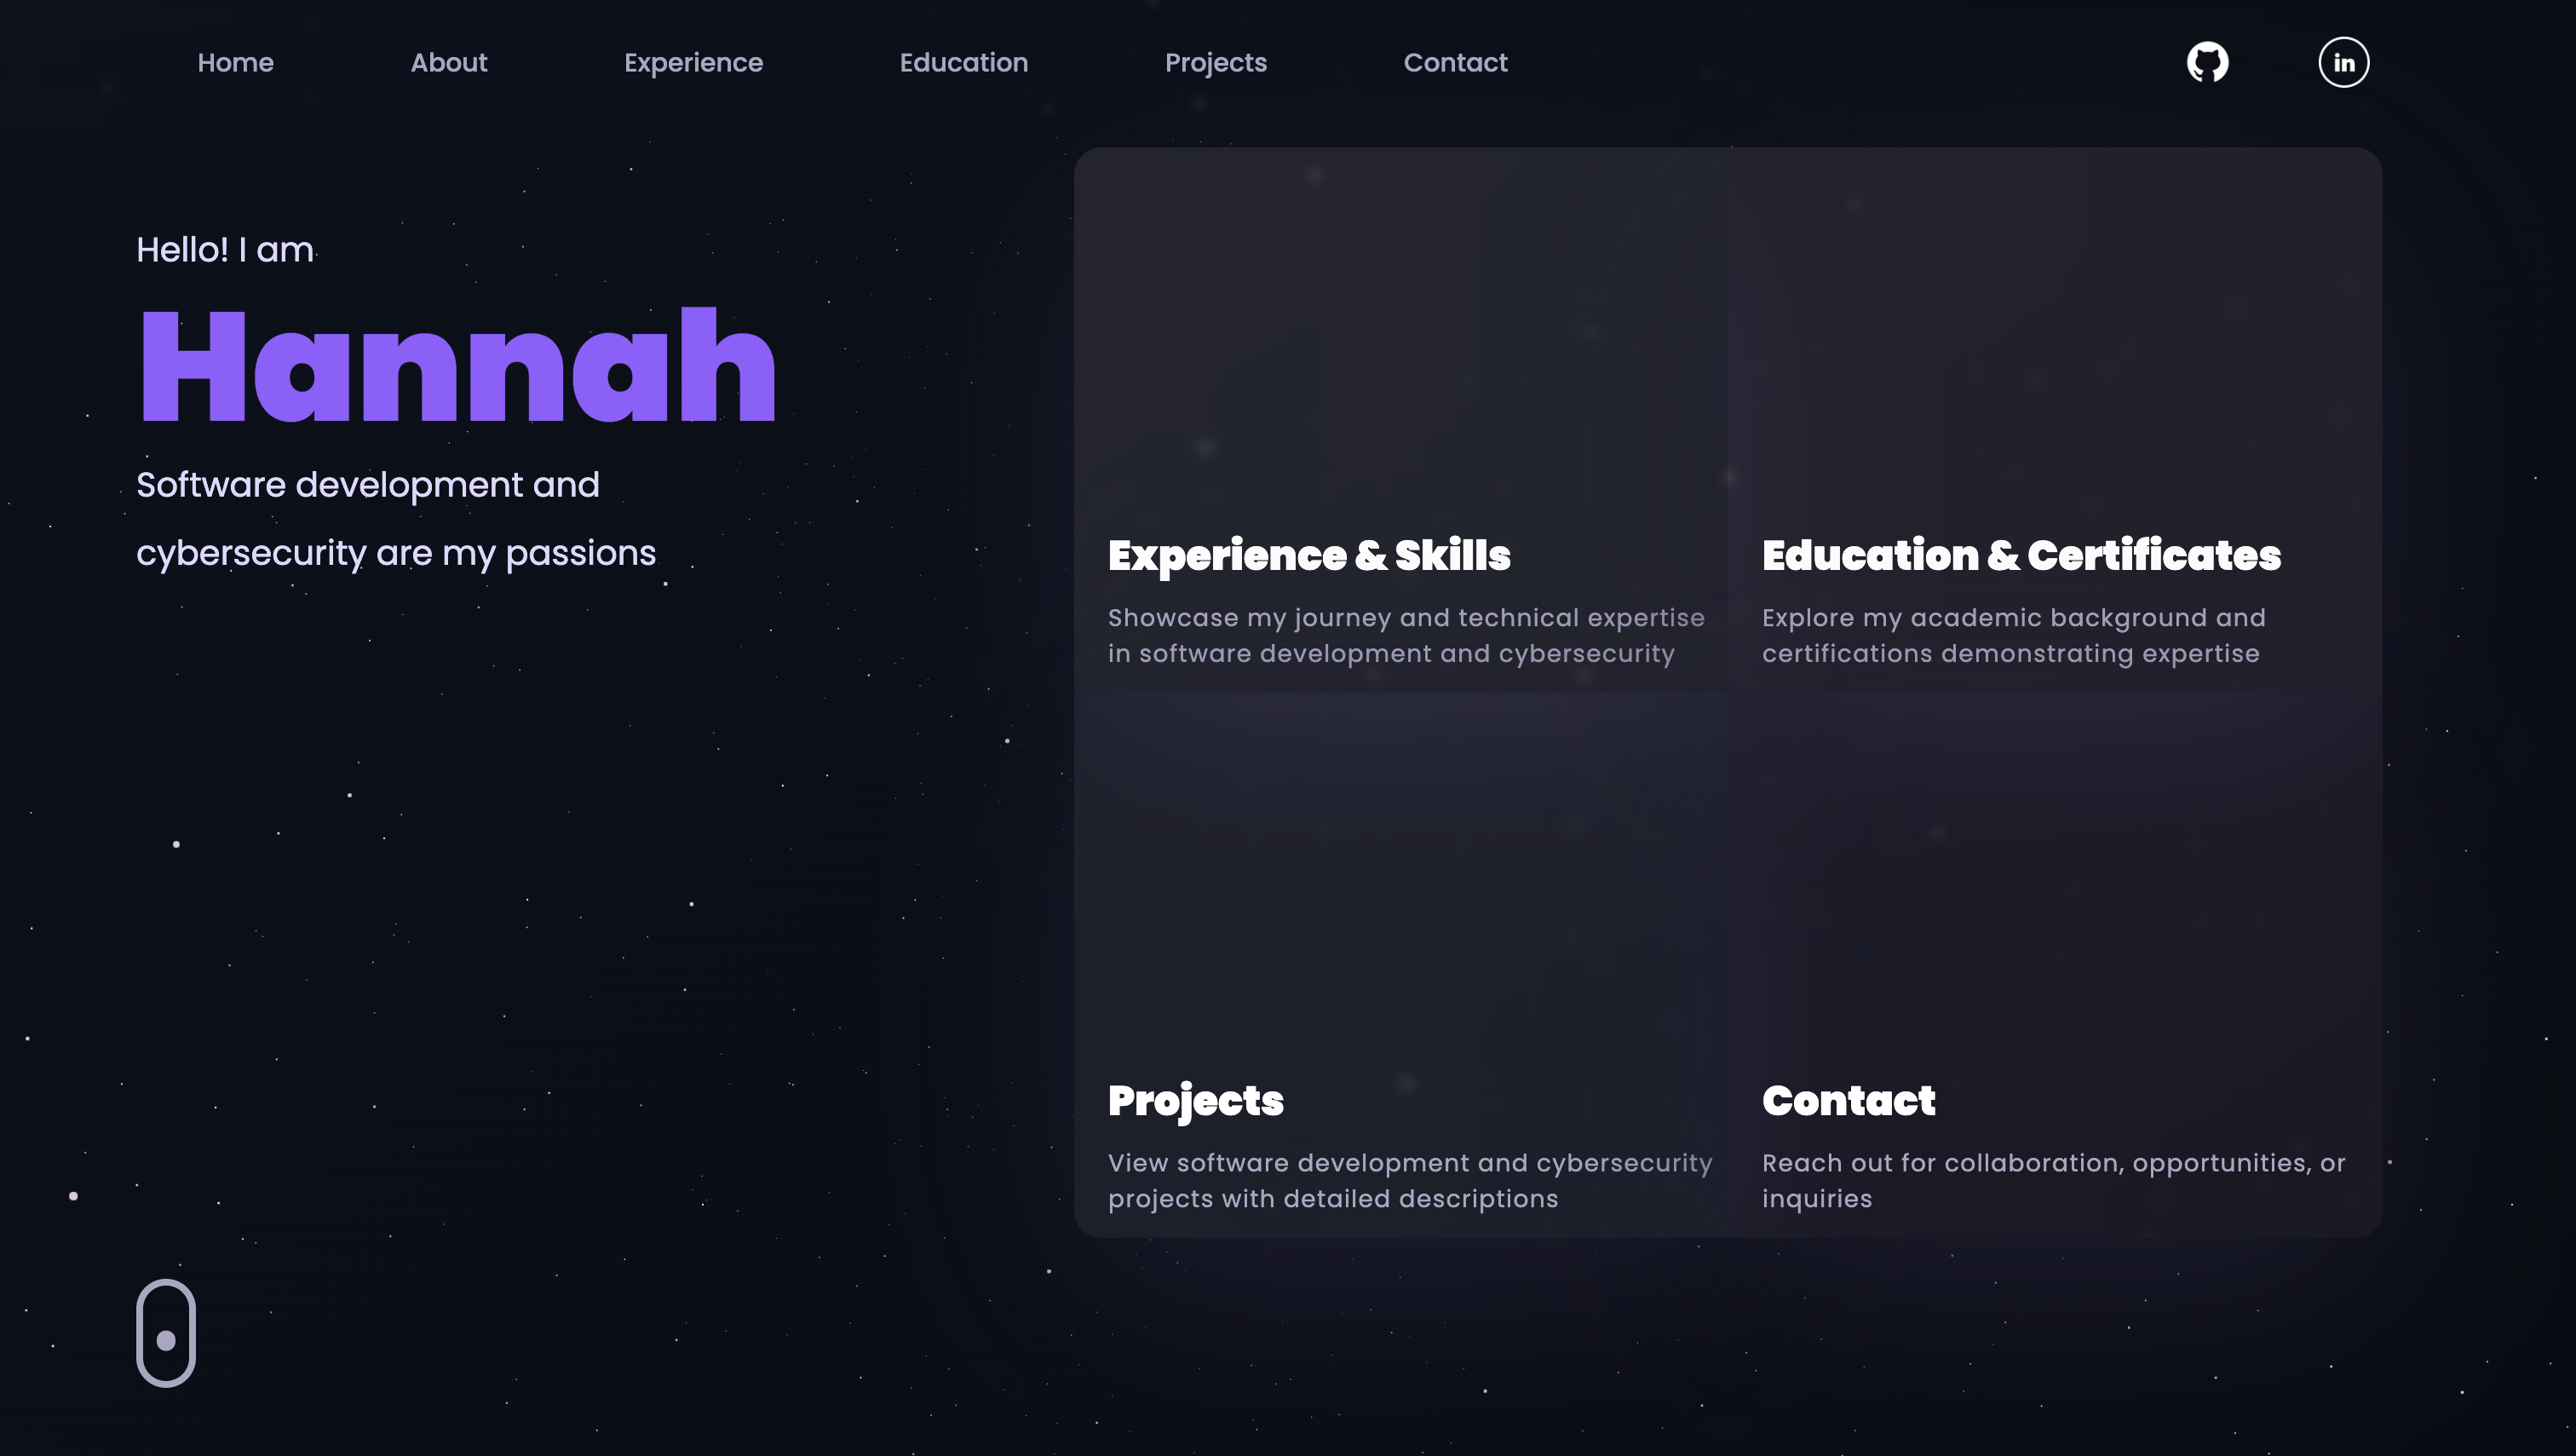 Home
About
Experience
Education
Projects
Contact
in
Hello! I am
Hannah
Software development and
cybersecurity are my passions
Experience & Skills
Showcase my journey and technical expertise
in software development and cybersecurity
Education & Certificates
Explore my academic background and
certifications demonstrating expertise
Projects
View software development and cybersecurity
projects with detailed descriptions
Contact
Reach out for collaboration, opportunities, or
inquiries